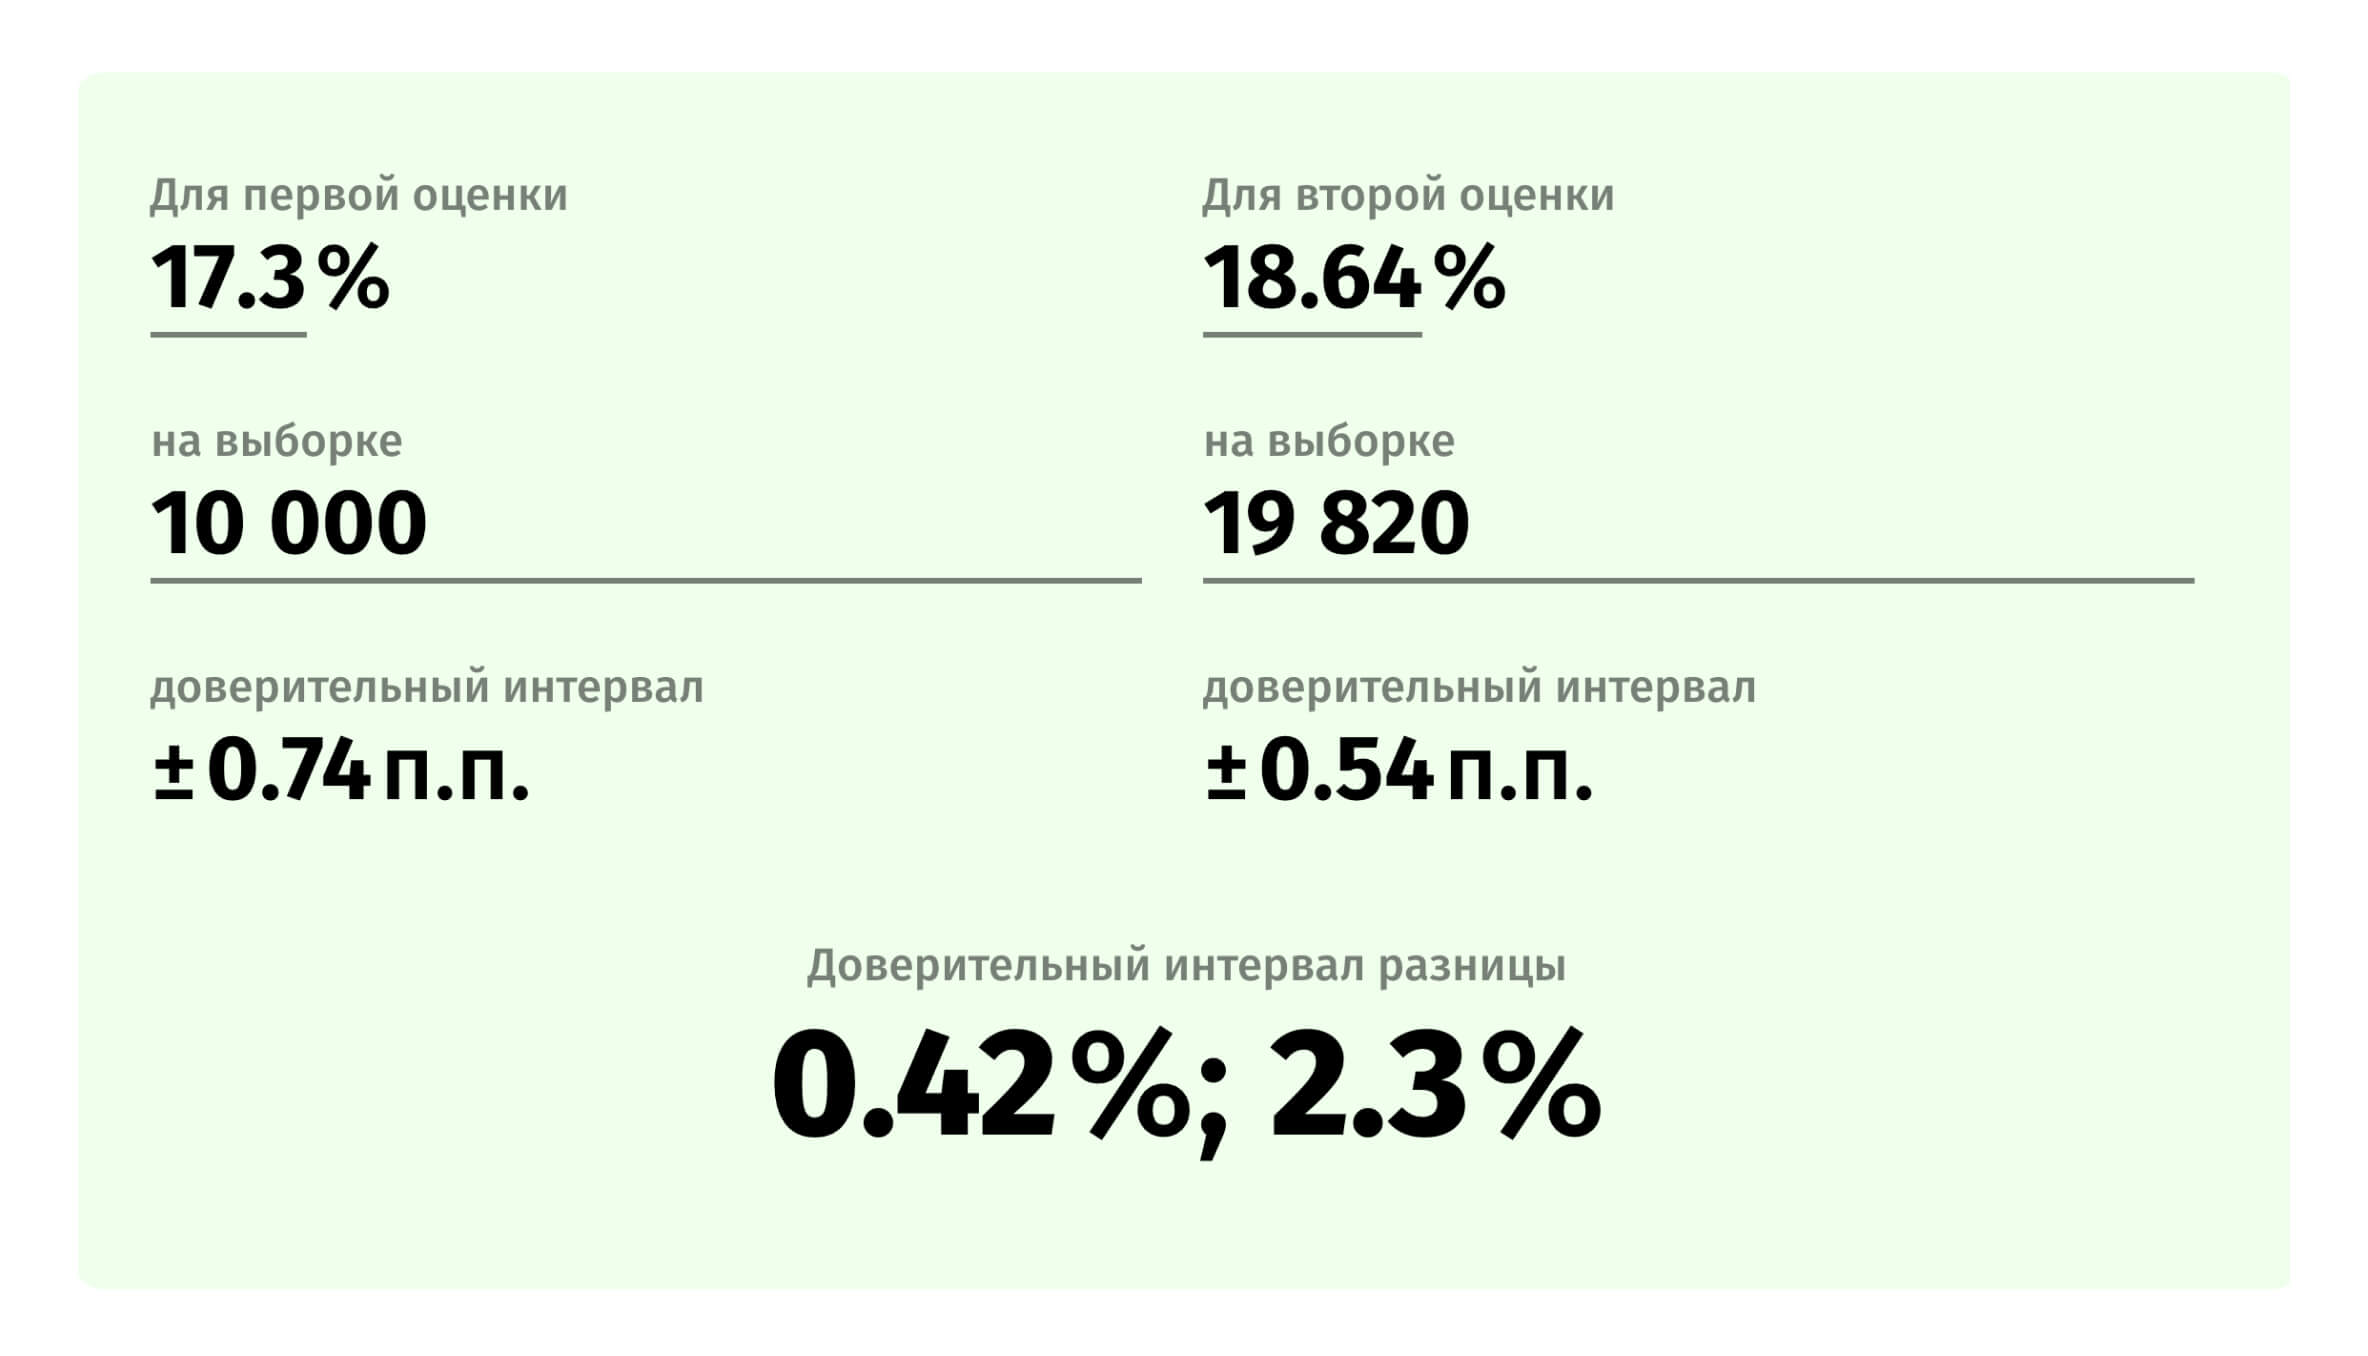 Для первой оценки
17.3%
на выборке
10 000
доверительный интервал
±0.74 п.п.
Для второй оценки
18.64%
на выборке
19 820
доверительный интервал
±0.54 п.п.
Доверительный интервал разницы
0.42%; 2.3%